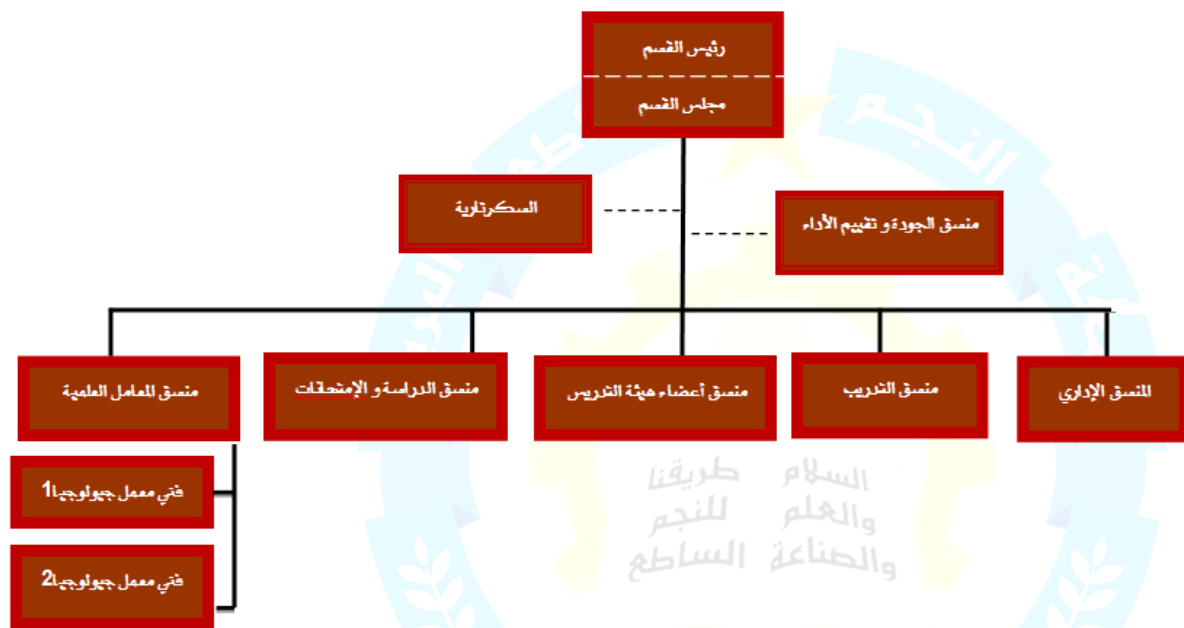 رئيس القسم
مجلس القسم
السكرتارية
منسق الجودة و تقييم الأداء
المنسق الإداري
منسق التدريب
منسق أعضاء هيئة التدريس
منسق الدراسة و الإمتحانات
منسق المعامل العلمية
فني معمل جيولوجيا1
فني معمل جيولوجيا2
النجم
السلام طريقنا
والعلم للنجم
والصناعة الساطع